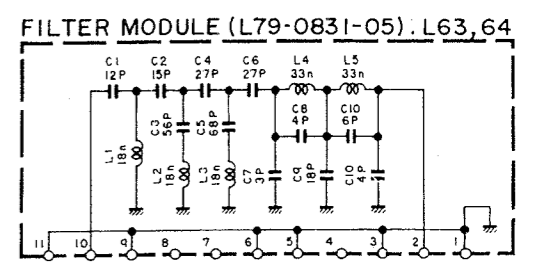 FILTER MODULE (L79-0831-05) : L63,64
C1 C2 C4 C6 L4 L5
12P 15P 27P 27P 33n 33n
C8 C10
4P 6P
C3 56P
C5 68P
L1 18n
L2 18n
L3 18n
C7 3P
C9 18P
C10 4P
11 10 9 8 7 6 5 4 3 2 1